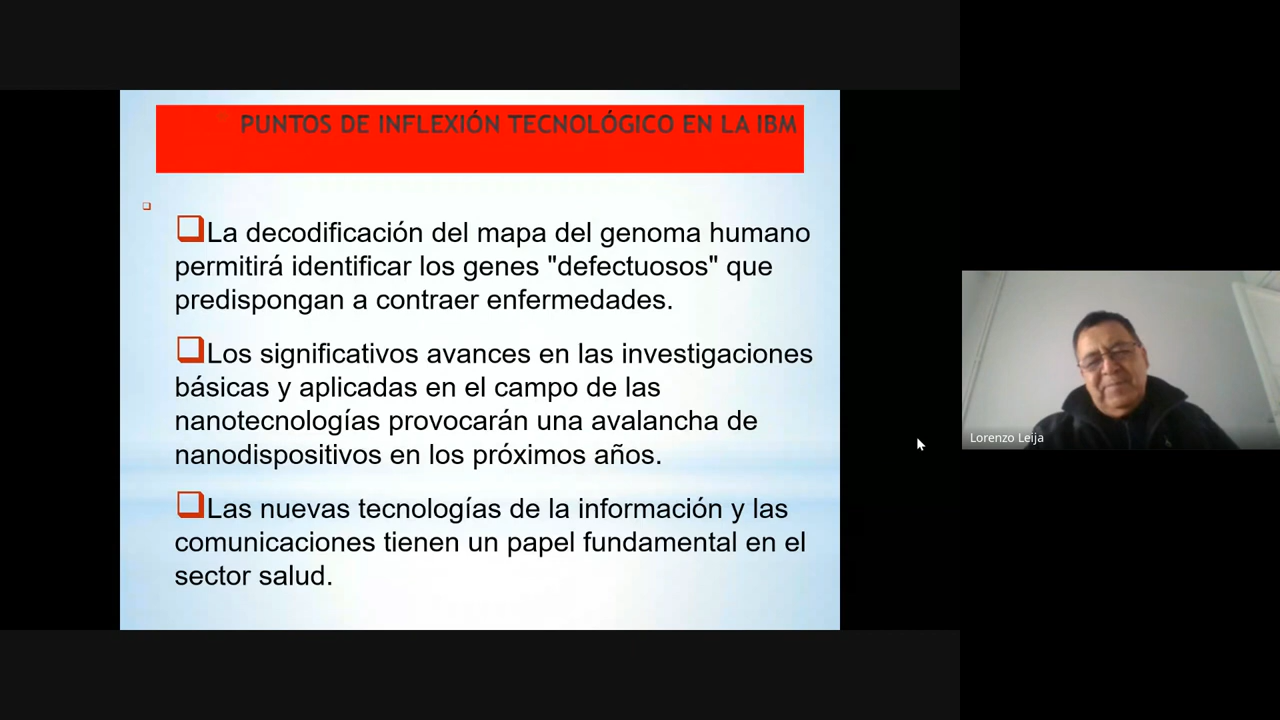 PUNTOS DE INFLEXIÓN TECNOLÓGICO EN LA IBM
La decodificación del mapa del genoma humano
permitirá identificar los genes "defectuosos" que
predispongan a contraer enfermedades.
Los significativos avances en las investigaciones
básicas y aplicadas en el campo de las
nanotecnologías provocarán una avalancha de
nanodispositivos en los próximos años.
Las nuevas tecnologías de la información y las
comunicaciones tienen un papel fundamental en el
sector salud.
Lorenzo Leija